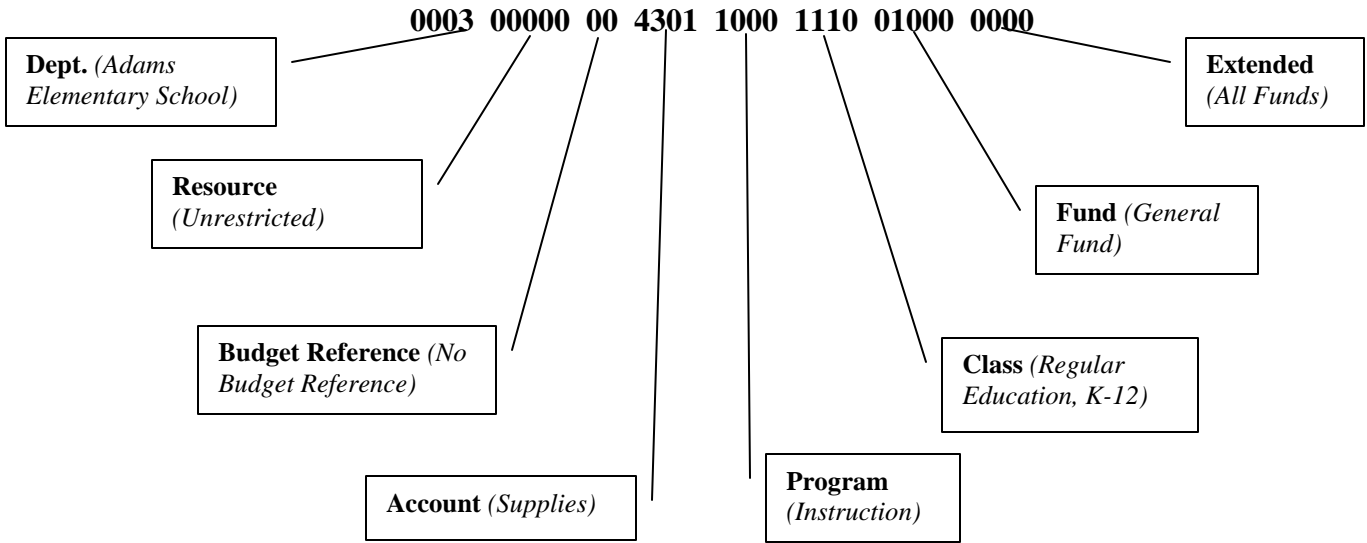 0003 00000 00 4301 1000 1110 01000 0000
Dept. (Adams
Elementary School)
Extended
(All Funds)
Resource
(Unrestricted)
Fund (General
Fund)
Budget Reference (No
Budget Reference)
Class (Regular
Education, K-12)
Account (Supplies)
Program
(Instruction)